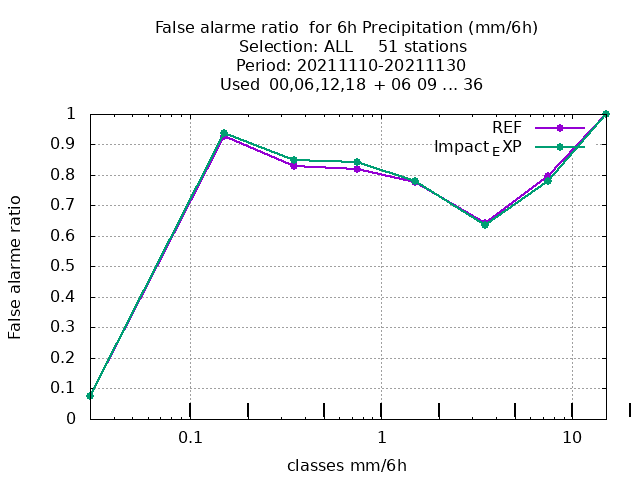 False alarme ratio  for 6h Precipitation (mm/6h)
Selection: ALL     51 stations
Period: 20211110-20211130
Used  00,06,12,18  + 06 09 ... 36
REF
Impact_EXP
1
0.9
0.8
0.7
0.6
0.5
0.4
0.3
0.2
0.1
0
False alarme ratio
0.1 1 10
classes mm/6h